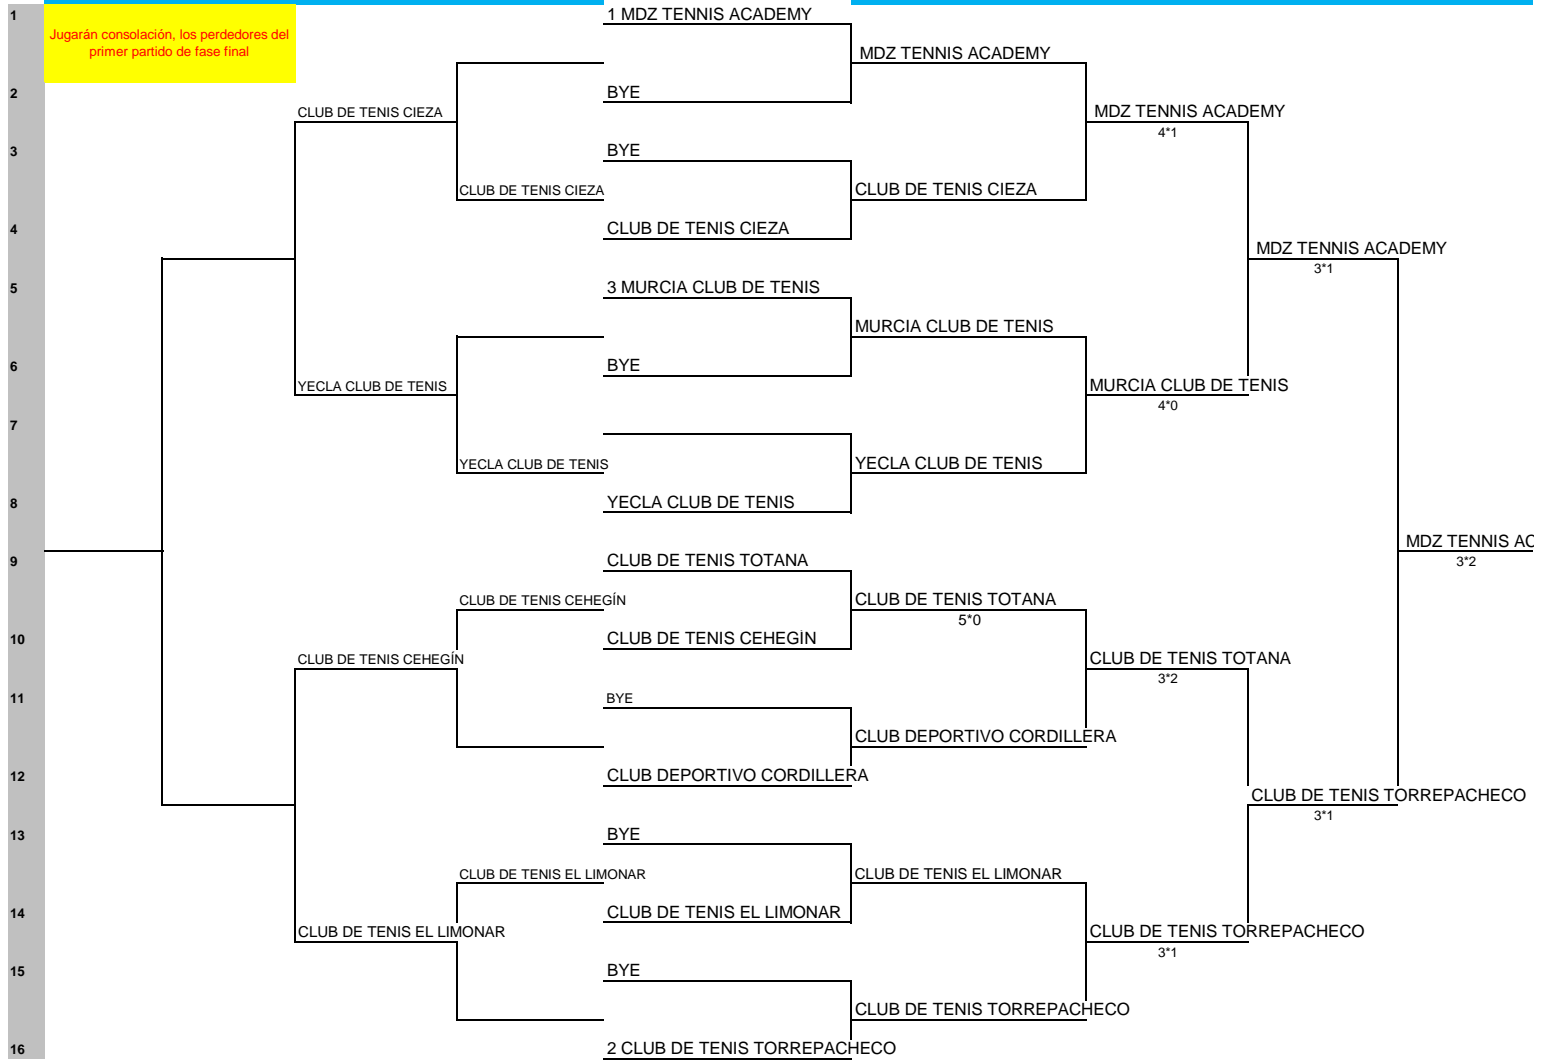 1
1 MDZ TENNIS ACADEMY
Jugarán consolación, los perdedores del
primer partido de fase final
MDZ TENNIS ACADEMY
2
BYE
CLUB DE TENIS CIEZA
MDZ TENNIS ACADEMY
4*1
3
BYE
CLUB DE TENIS CIEZA
CLUB DE TENIS CIEZA
4
CLUB DE TENIS CIEZA
MDZ TENNIS ACADEMY
3*1
5
3 MURCIA CLUB DE TENIS
MURCIA CLUB DE TENIS
6
BYE
YECLA CLUB DE TENIS
MURCIA CLUB DE TENIS
4*0
7
YECLA CLUB DE TENIS
YECLA CLUB DE TENIS
8
YECLA CLUB DE TENIS
MDZ TENNIS AC
3*2
9
CLUB DE TENIS TOTANA
CLUB DE TENIS CEHEGÍN
CLUB DE TENIS TOTANA
5*0
10
CLUB DE TENIS CEHEGÍN
CLUB DE TENIS CEHEGÍN
CLUB DE TENIS TOTANA
3*2
11
BYE
CLUB DEPORTIVO CORDILLERA
12
CLUB DEPORTIVO CORDILLERA
CLUB DE TENIS TORREPACHECO
3*1
13
BYE
CLUB DE TENIS EL LIMONAR
CLUB DE TENIS EL LIMONAR
14
CLUB DE TENIS EL LIMONAR
CLUB DE TENIS EL LIMONAR
CLUB DE TENIS TORREPACHECO
3*1
15
BYE
CLUB DE TENIS TORREPACHECO
16
2 CLUB DE TENIS TORREPACHECO